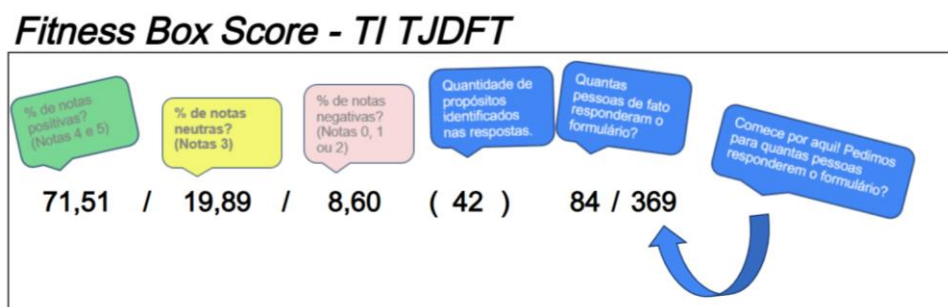 Fitness Box Score - TI TJDFT
% de notas
positivas?
(Notas 4 e 5)
% de notas
neutras?
(Notas 3)
% de notas
negativas?
(Notas 0, 1
ou 2)
Quantidade de
propósitos
identificados
nas respostas.
Quantas
pessoas de fato
responderam o
formulário?
Comece por aqui! Pedimos
para quantas pessoas
responderem o formulário?
71,51 / 19,89 / 8,60 ( 42 ) 84 / 369